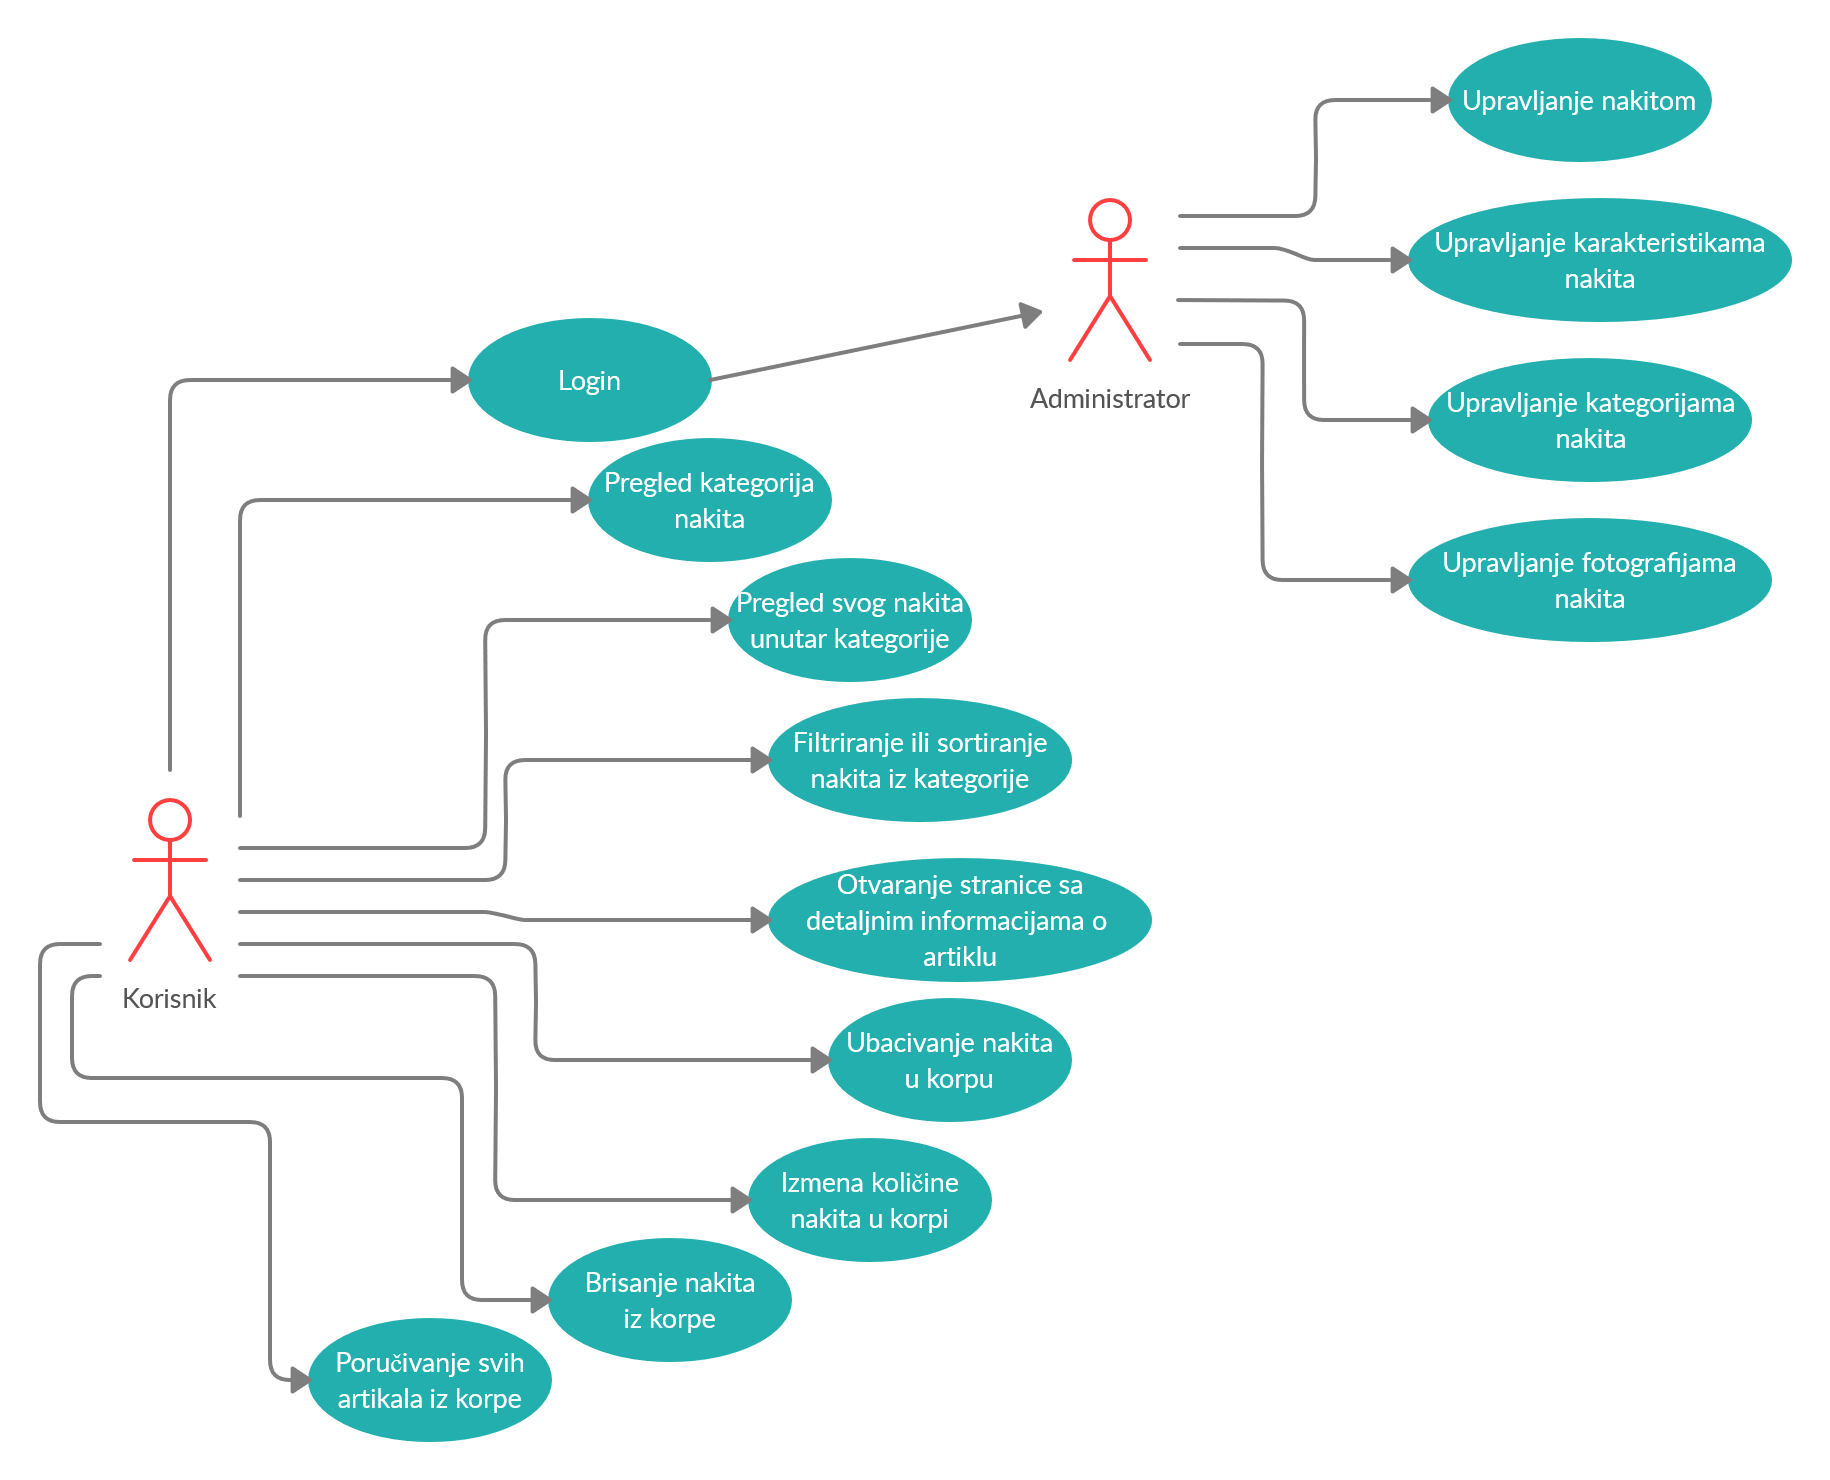 Upravljanje nakitom
Upravljanje karakteristikama
nakita
Login
Administrator
Upravljanje kategorijama
nakita
Pregled kategorija
nakita
Upravljanje fotografijama
nakita
Pregled svog nakita
unutar kategorije
Filtriranje ili sortiranje
nakita iz kategorije
Otvaranje stranice sa
detaljnim informacijama o
artiklu
Korisnik
Ubacivanje nakita
u korpu
Izmena količine
nakita u korpi
Brisanje nakita
iz korpe
Poručivanje svih
artikala iz korpe